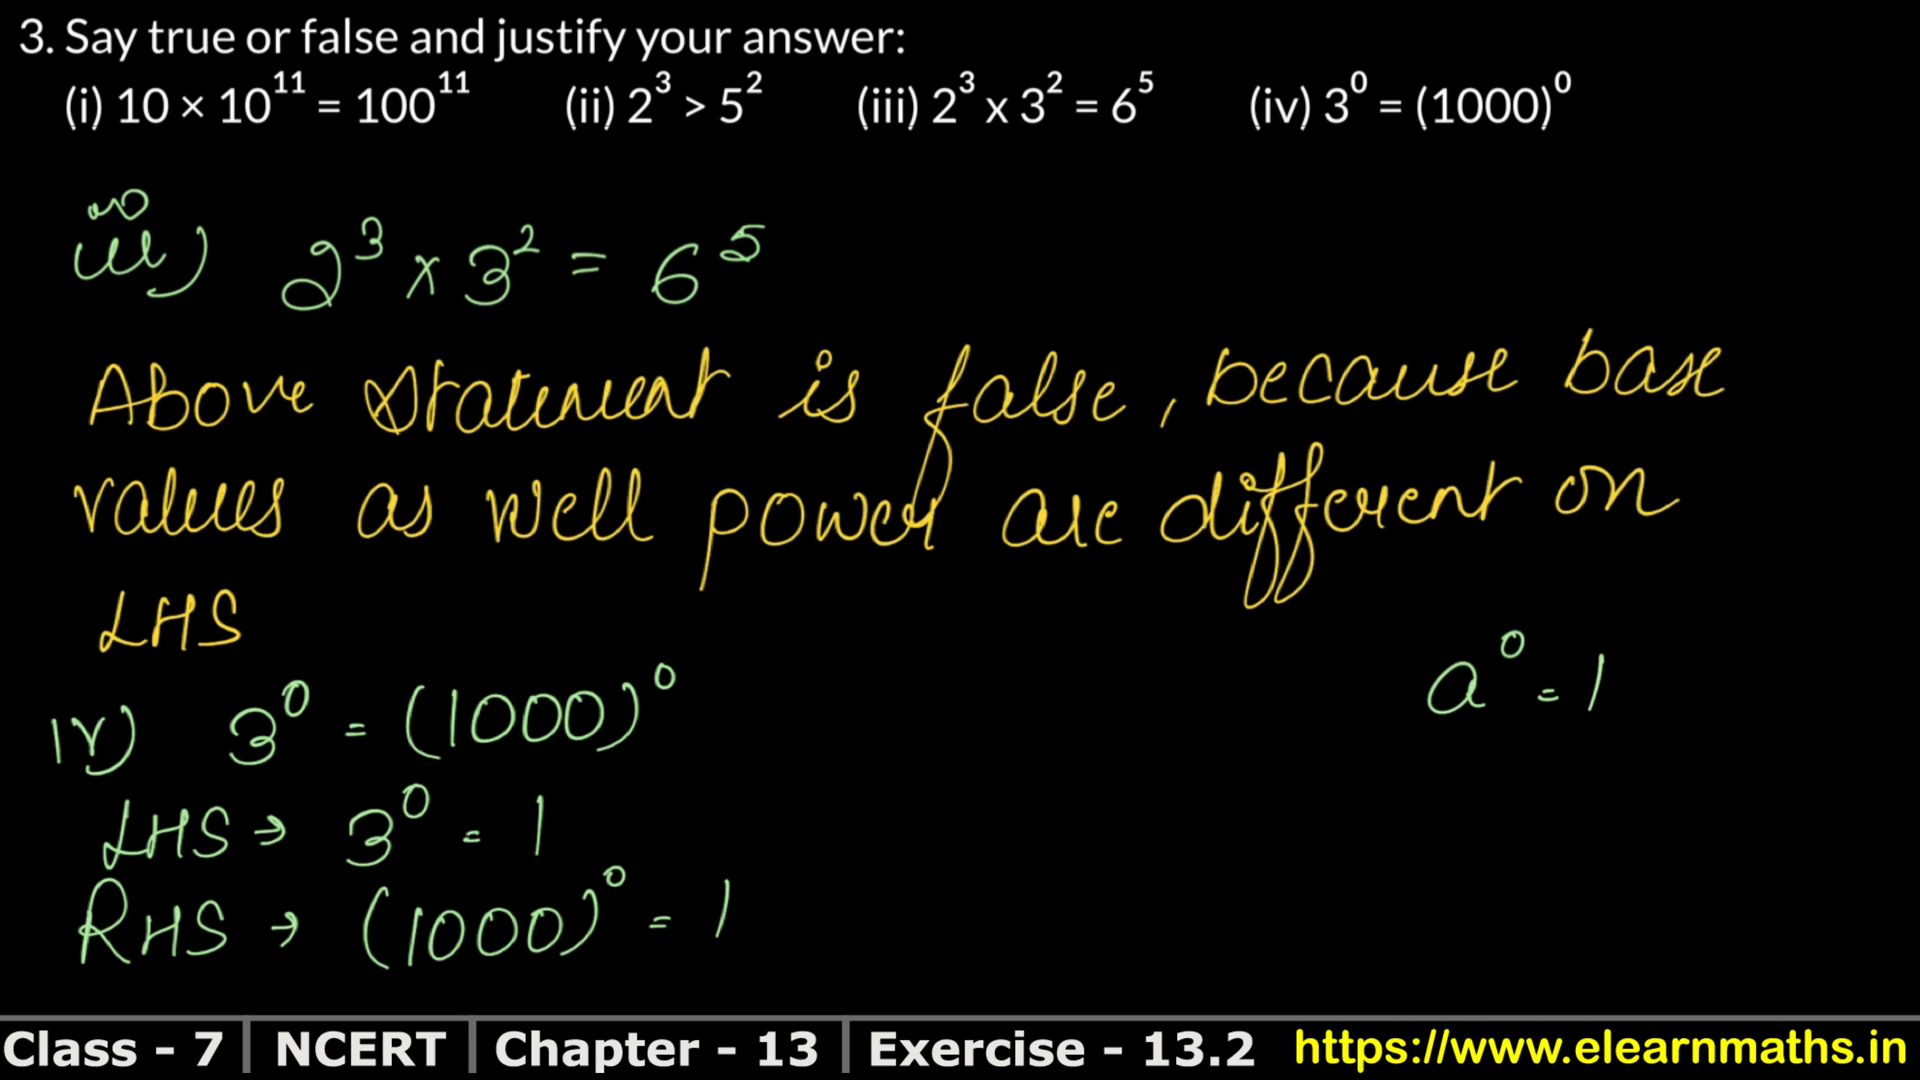 3. Say true or false and justify your answer:
(i) 10 × 10¹¹ = 100¹¹ (ii) 2³ > 5² (iii) 2³ x 3² = 6⁵ (iv) 3⁰ = (1000)⁰
iii) 2³ x 3² = 6⁵
Above statement is false, because base
values as well power are different on
LHS
a⁰ = 1
iv) 3⁰ = (1000)⁰
LHS → 3⁰ = 1
RHS → (1000)⁰ = 1
Class - 7 | NCERT | Chapter - 13 | Exercise - 13.2 https://www.elearnmaths.in